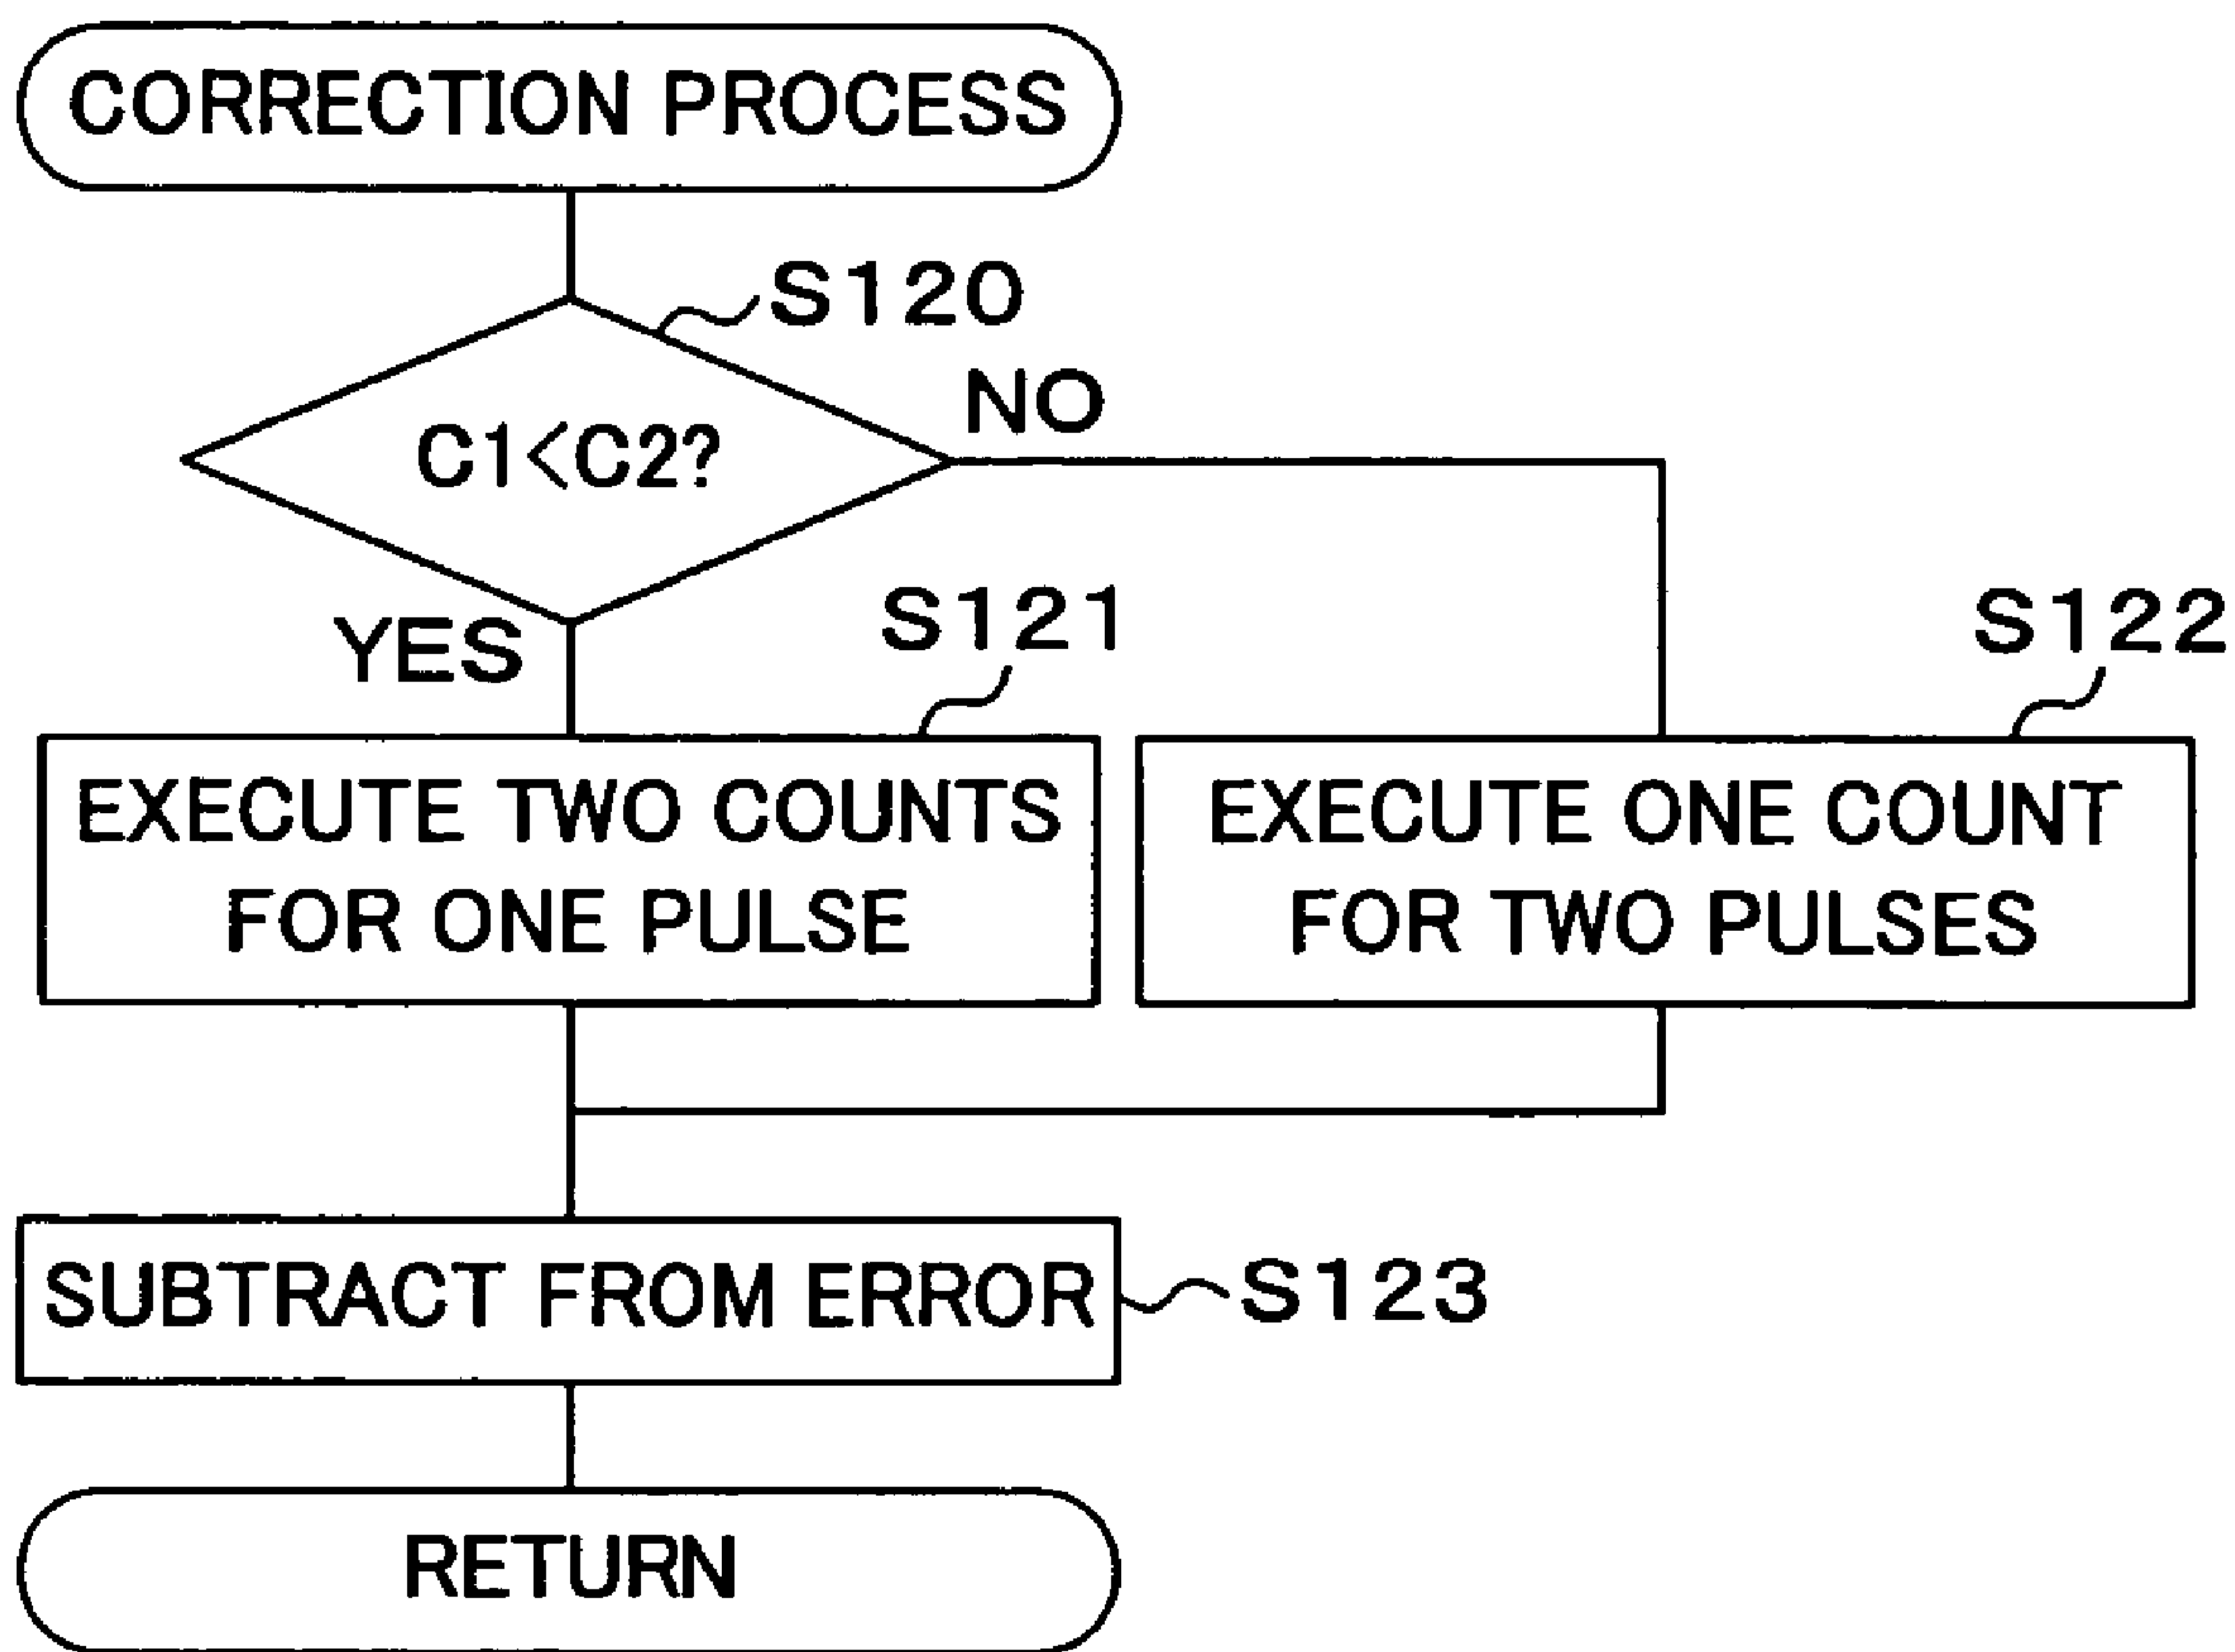 CORRECTION PROCESS
S120
C1<C2?
NO
YES
S121
S122
EXECUTE TWO COUNTS
FOR ONE PULSE
EXECUTE ONE COUNT
FOR TWO PULSES
SUBTRACT FROM ERROR
S123
RETURN